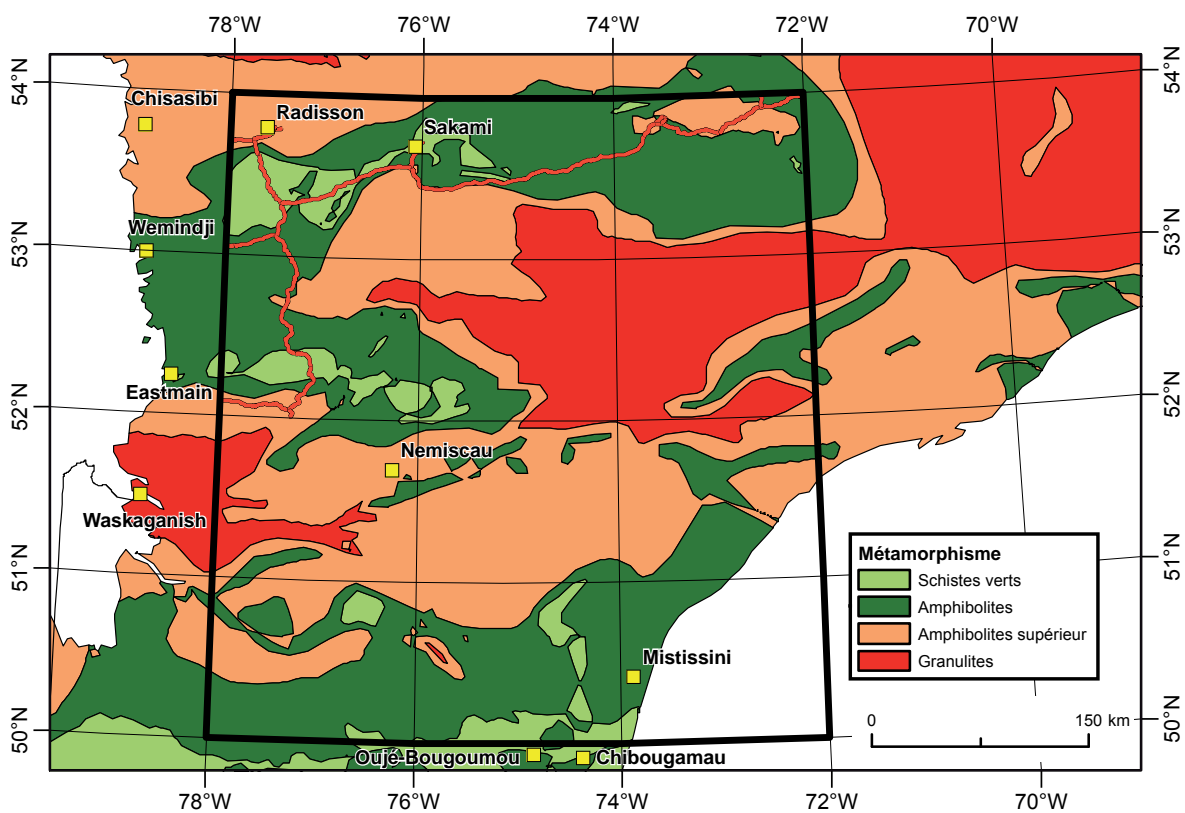 78°W 76°W 74°W 72°W 70°W
54°N 54°N
Chisasibi
Radisson
Sakami
Wemindji
53°N 53°N
Eastmain
52°N 52°N
Nemiscau
Waskaganish
51°N 51°N
Métamorphisme
Schistes verts
Amphibolites
Amphibolites supérieur
Granulites
Mistissini
50°N 50°N
0 150 km
Oujé-Bougoumou Chibougamau
78°W 76°W 74°W 72°W 70°W